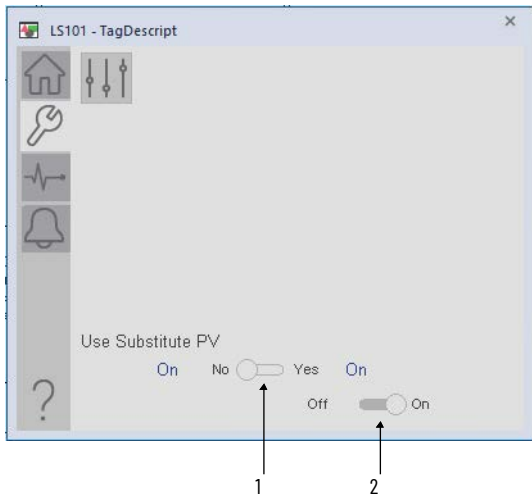 LS101 - TagDescript
Use Substitute PV
On No Yes On
? Off On
1 2